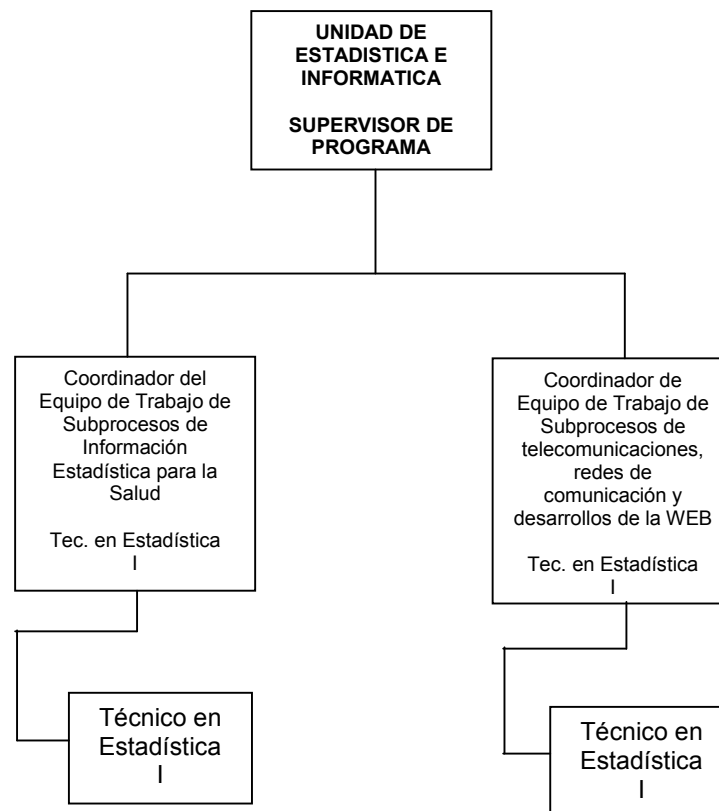 UNIDAD DE
ESTADISTICA E
INFORMATICA
SUPERVISOR DE
PROGRAMA
Coordinador del
Equipo de Trabajo de
Subprocesos de
Información
Estadística para la
Salud
Tec. en Estadística
I
Coordinador de
Equipo de Trabajo de
Subprocesos de
telecomunicaciones,
redes de
comunicación y
desarrollos de la WEB
Tec. en Estadística
I
Técnico en
Estadística
I
Técnico en
Estadística
I